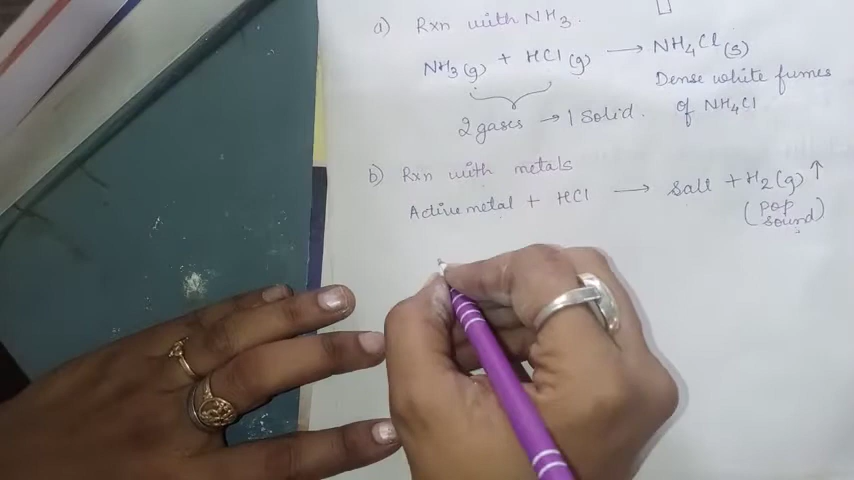 a) Rxn with NH3.
NH3(g) + HCl(g) ⟶ NH4Cl(s)
Dense white fumes
of NH4Cl
2 gases → 1 Solid.
b) Rxn with metals
Active metal + HCl ⟶ Salt + H2(g)↑
(Pop
sound)